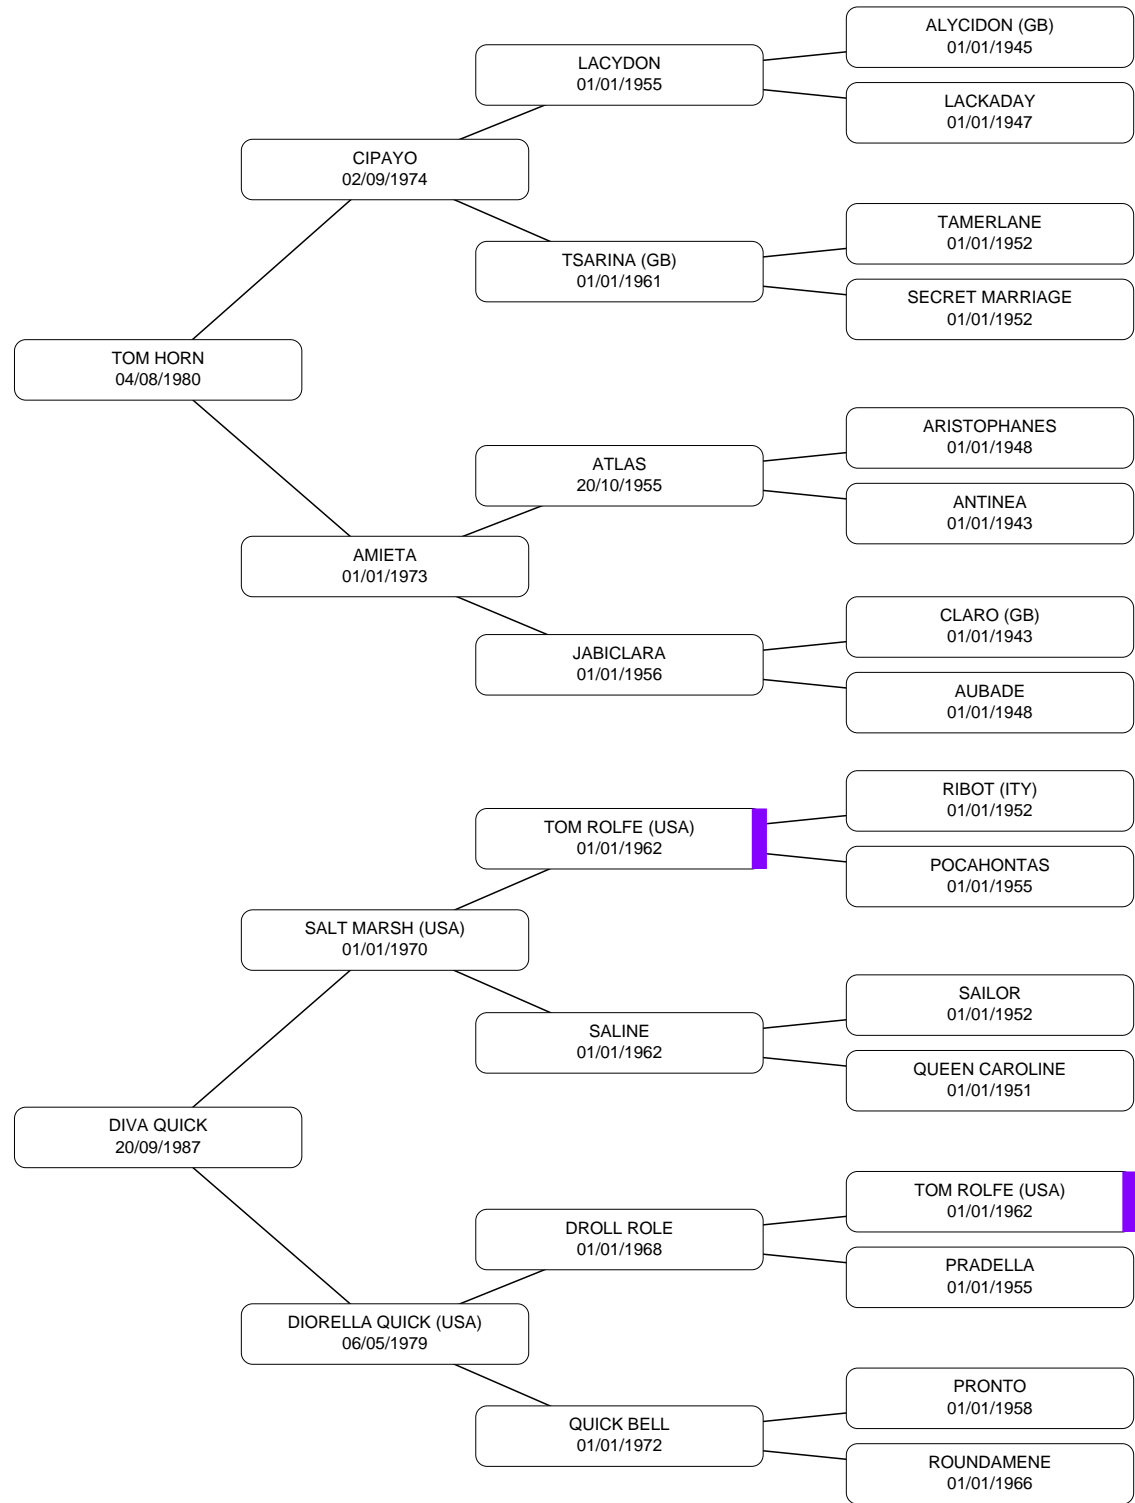 ALYCIDON (GB)
01/01/1945
LACYDON
01/01/1955
LACKADAY
01/01/1947
CIPAYO
02/09/1974
TAMERLANE
01/01/1952
TSARINA (GB)
01/01/1961
SECRET MARRIAGE
01/01/1952
TOM HORN
04/08/1980
ARISTOPHANES
01/01/1948
ATLAS
20/10/1955
ANTINEA
01/01/1943
AMIETA
01/01/1973
CLARO (GB)
01/01/1943
JABICLARA
01/01/1956
AUBADE
01/01/1948
RIBOT (ITY)
01/01/1952
TOM ROLFE (USA)
01/01/1962
POCAHONTAS
01/01/1955
SALT MARSH (USA)
01/01/1970
SAILOR
01/01/1952
SALINE
01/01/1962
QUEEN CAROLINE
01/01/1951
DIVA QUICK
20/09/1987
TOM ROLFE (USA)
01/01/1962
DROLL ROLE
01/01/1968
PRADELLA
01/01/1955
DIORELLA QUICK (USA)
06/05/1979
PRONTO
01/01/1958
QUICK BELL
01/01/1972
ROUNDAMENE
01/01/1966